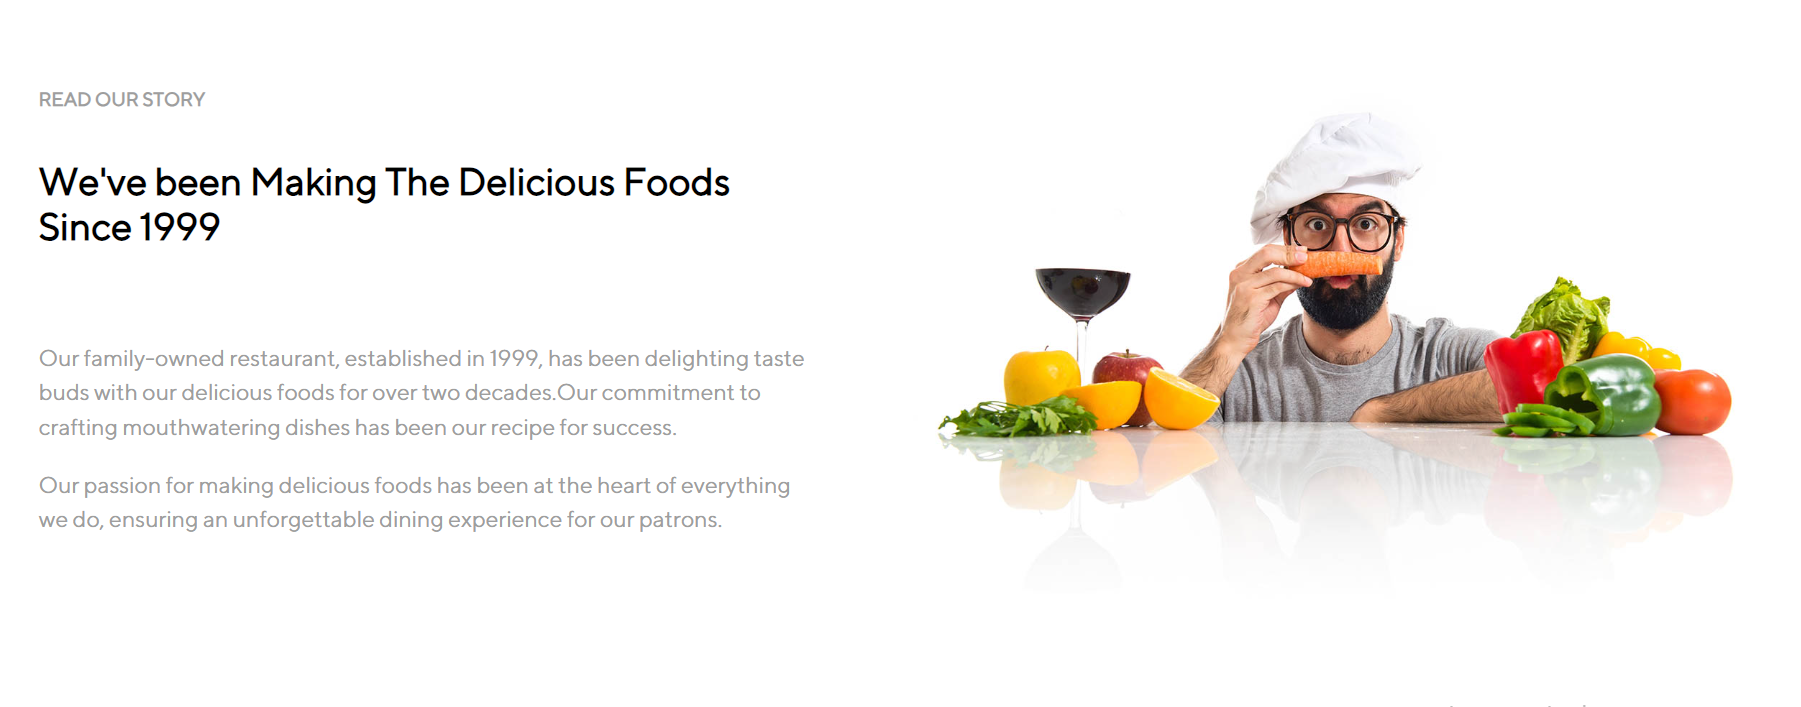 READ OUR STORY
We've been Making The Delicious Foods
Since 1999
Our family-owned restaurant, established in 1999, has been delighting taste
buds with our delicious foods for over two decades.Our commitment to
crafting mouthwatering dishes has been our recipe for success.
Our passion for making delicious foods has been at the heart of everything
we do, ensuring an unforgettable dining experience for our patrons.